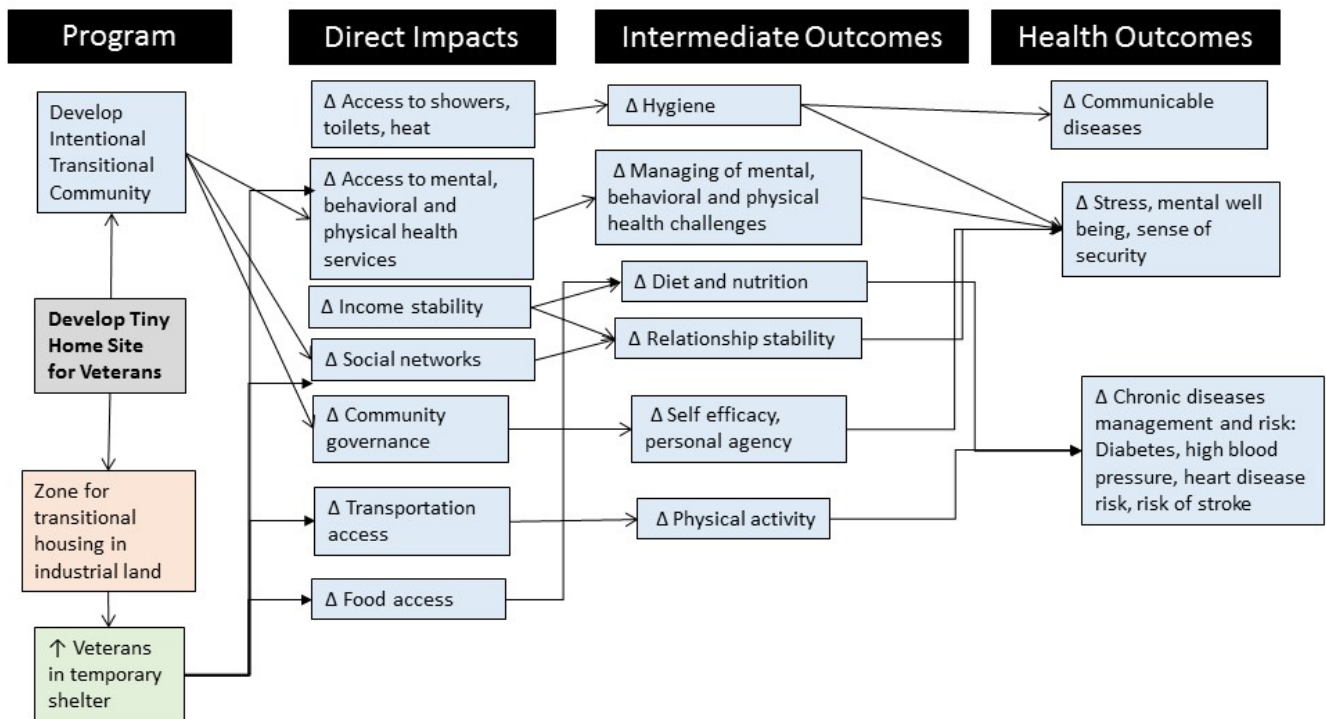 Program
Direct Impacts
Intermediate Outcomes
Health Outcomes
Develop
Intentional
Transitional
Community
Develop Tiny
Home Site
for Veterans
Zone for
transitional
housing in
industrial land
↑ Veterans
in temporary
shelter
Δ Access to showers,
toilets, heat
Δ Access to mental,
behavioral and
physical health
services
Δ Income stability
Δ Social networks
Δ Community
governance
Δ Transportation
access
Δ Food access
Δ Hygiene
Δ Managing of mental,
behavioral and physical
health challenges
Δ Diet and nutrition
Δ Relationship stability
Δ Self efficacy,
personal agency
Δ Physical activity
Δ Communicable
diseases
Δ Stress, mental well
being, sense of
security
Δ Chronic diseases
management and risk:
Diabetes, high blood
pressure, heart disease
risk, risk of stroke